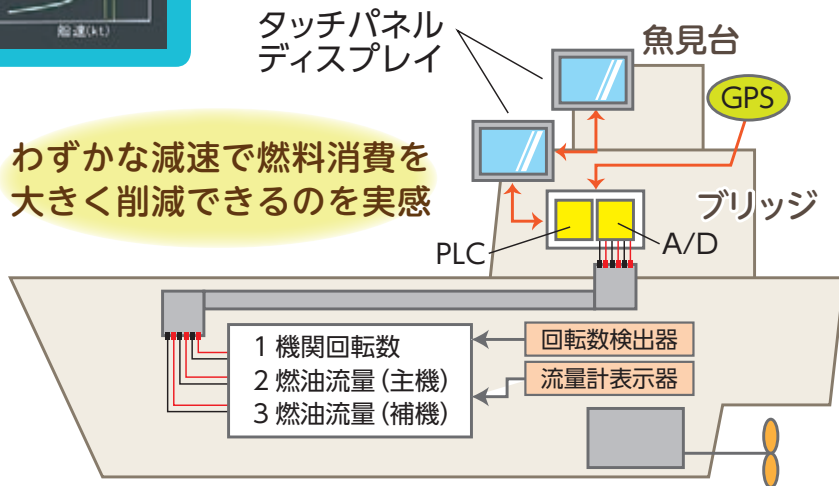 船速(kt)
タッチパネル
ディスプレイ
魚見台
GPS
わずかな減速で燃料消費を
大きく削減できるのを実感
ブリッジ
PLC
A/D
1 機関回転数
2 燃油流量(主機)
3 燃油流量(補機)
回転数検出器
流量計表示器